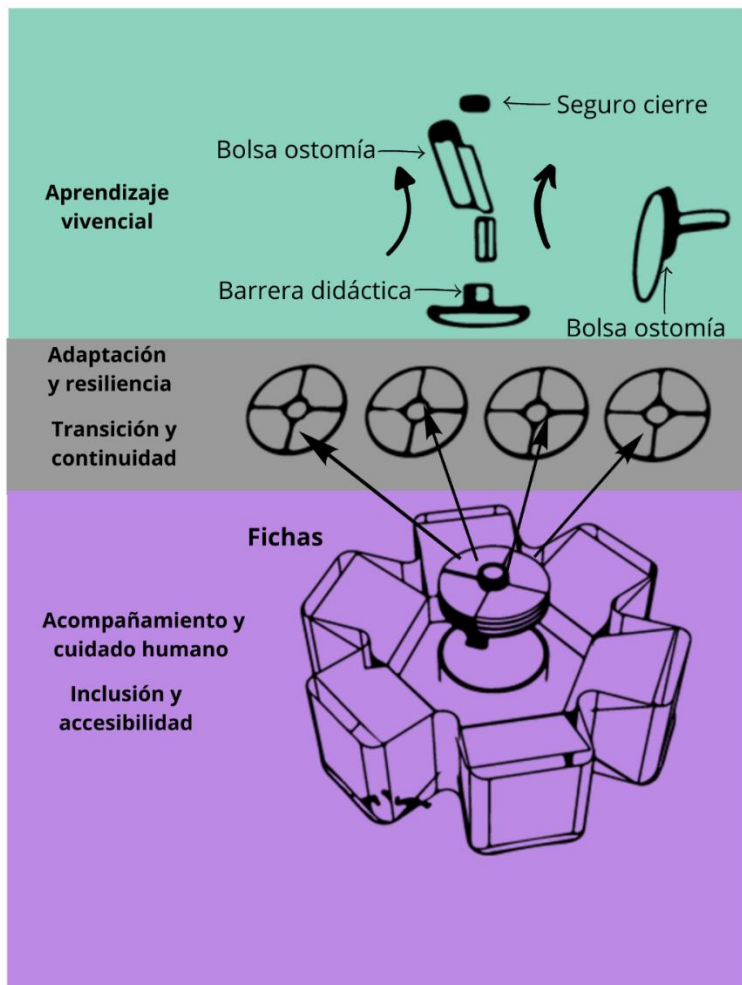 Seguro cierre
Bolsa ostomía
Aprendizaje
vivencial
Barrera didáctica
Bolsa ostomía
Adaptación
y resiliencia
Transición y
continuidad
Fichas
Acompañamiento y
cuidado humano
Inclusión y
accesibilidad